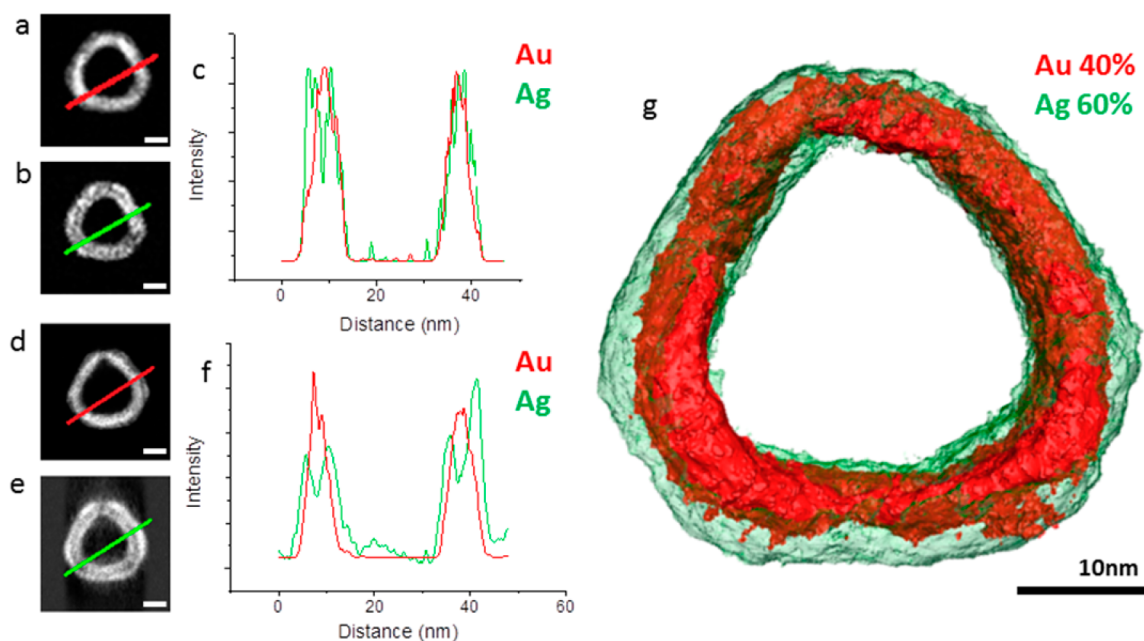 a
b
c
Au
Ag
Intensity
0
20
40
Distance (nm)
d
e
f
Au
Ag
Intensity
0
20
40
60
Distance (nm)
g
Au 40%
Ag 60%
10nm